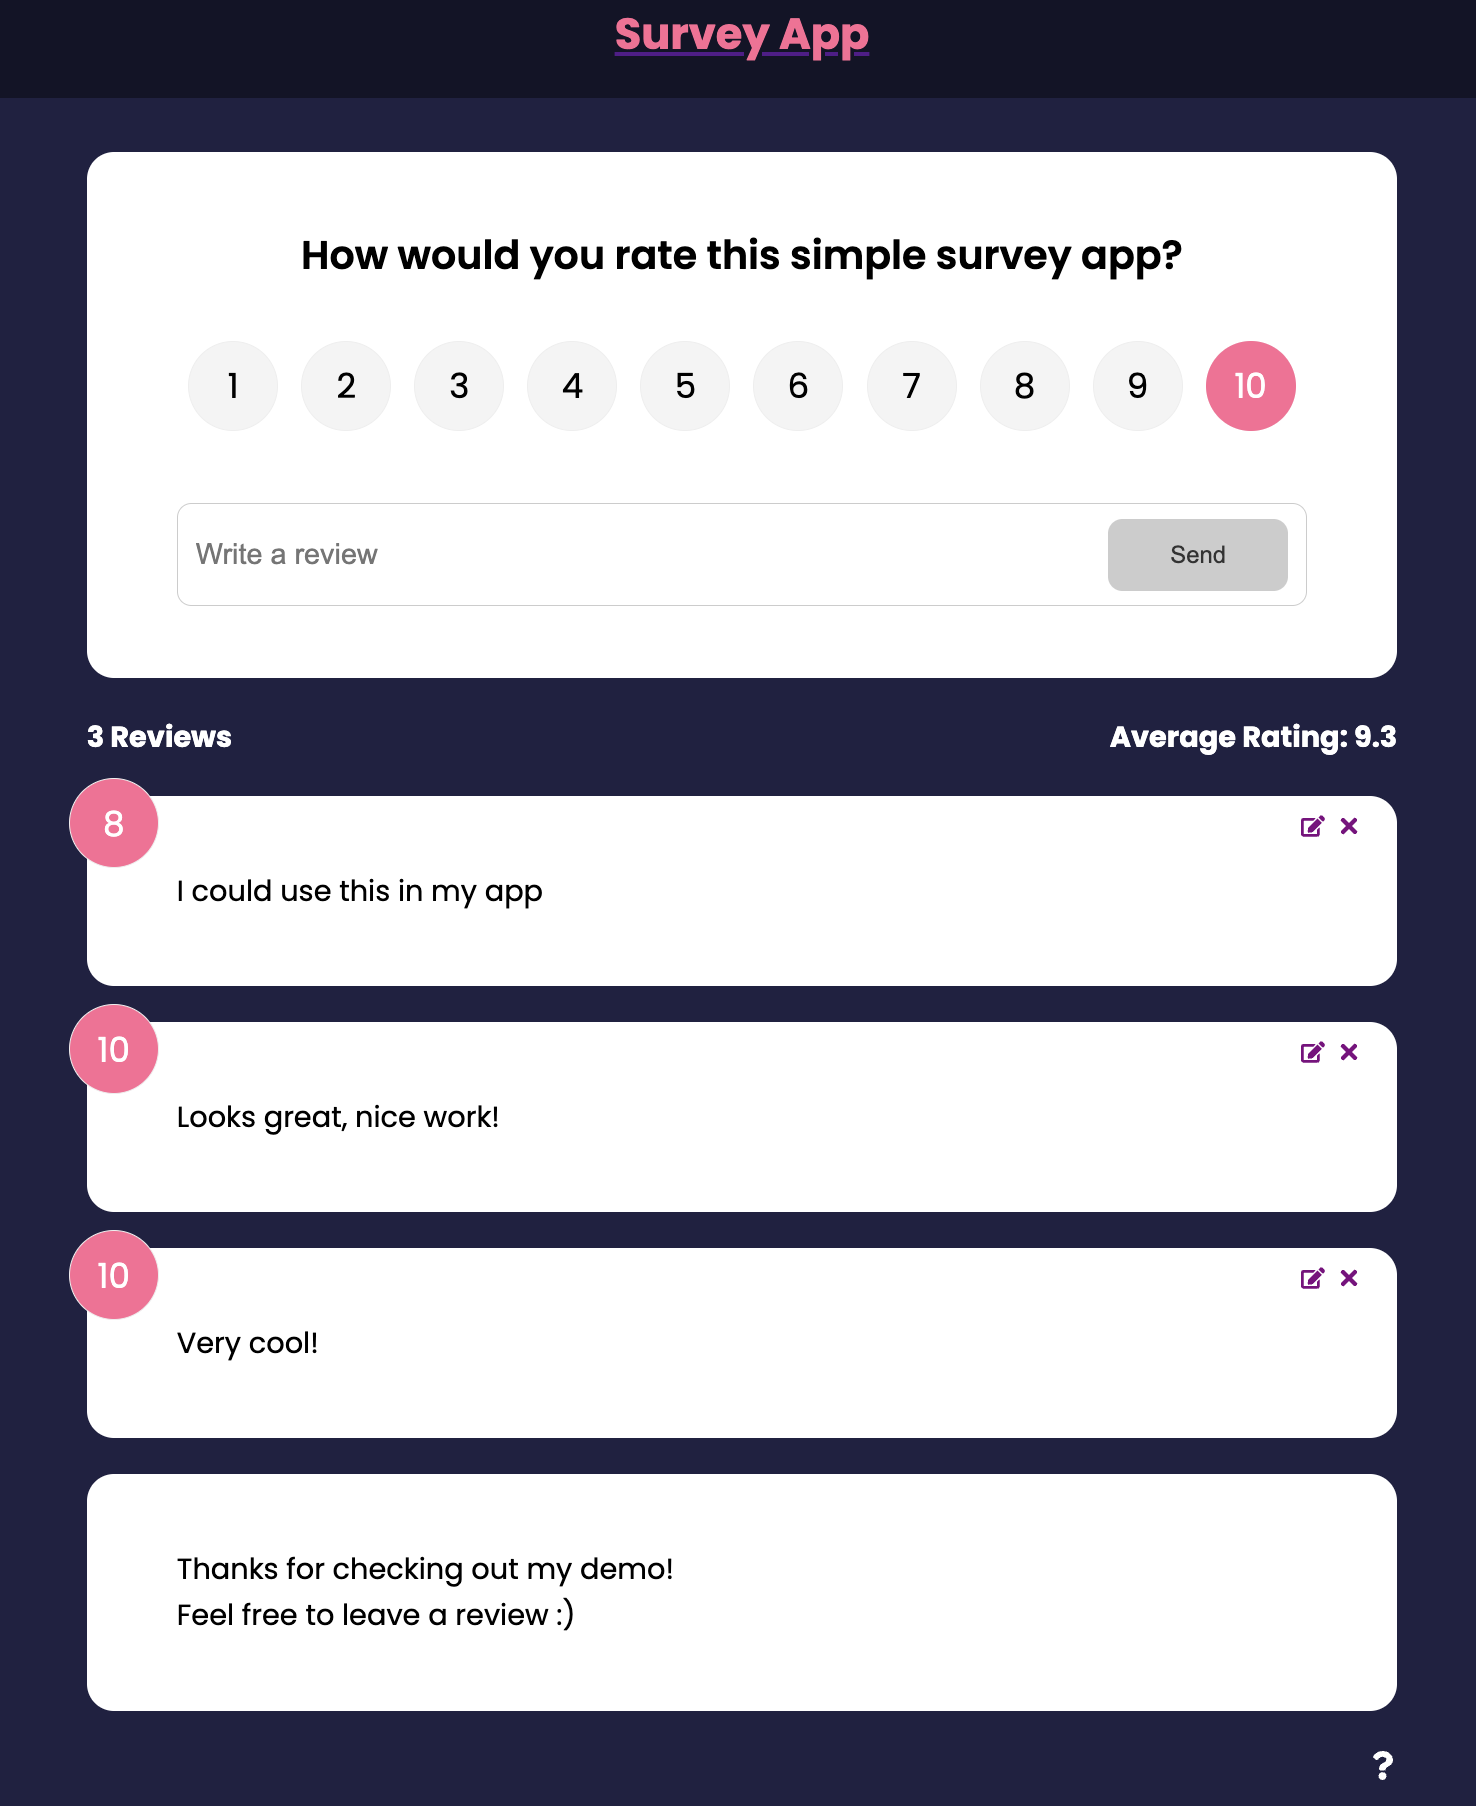 Survey App
How would you rate this simple survey app?
1 2 3 4 5 6 7 8 9 10
Write a review
Send
3 Reviews
Average Rating: 9.3
8
I could use this in my app
10
Looks great, nice work!
10
Very cool!
Thanks for checking out my demo!
Feel free to leave a review :)
?